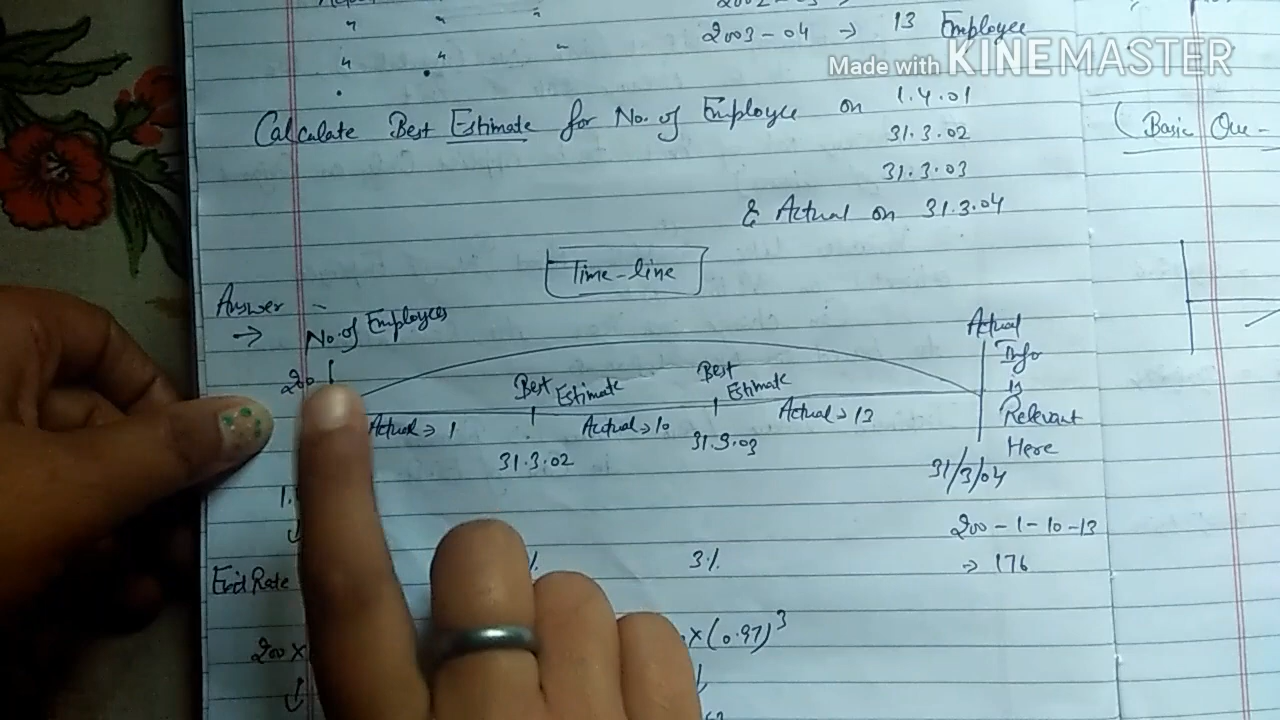 2003-04 → 13 Employee
Made with KINEMASTER
Calculate Best Estimate for No. of Employee on 1.4.01
31.3.02
31.3.03
& Actual on 31.3.04
(Basic Que-
Time-line
Answer -
→ No. of Employees
Actual
Info
is
Relevant
Here
31/3/04
Best Estimate
Best Estimate
Actual → 1
Actual → 10
Actual → 13
31.3.02
31.3.03
200-1-10-13
→ 176
Exit Rate
3%
200 ×
×(0.97)³